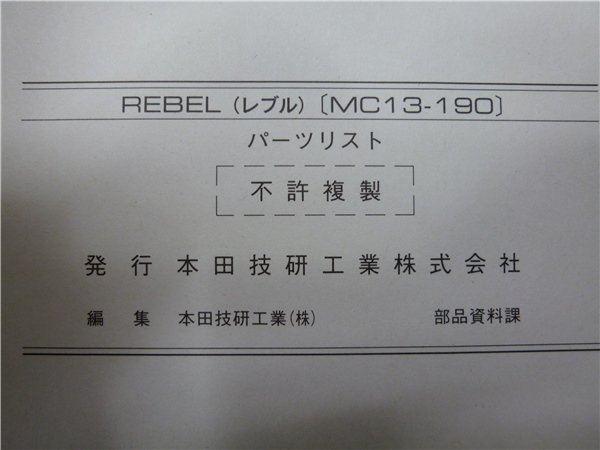 REBEL (レブル) 〔MC13-190〕
パーツリスト
不許複製
発行 本田技研工業株式会社
編集 本田技研工業(株) 部品資料課